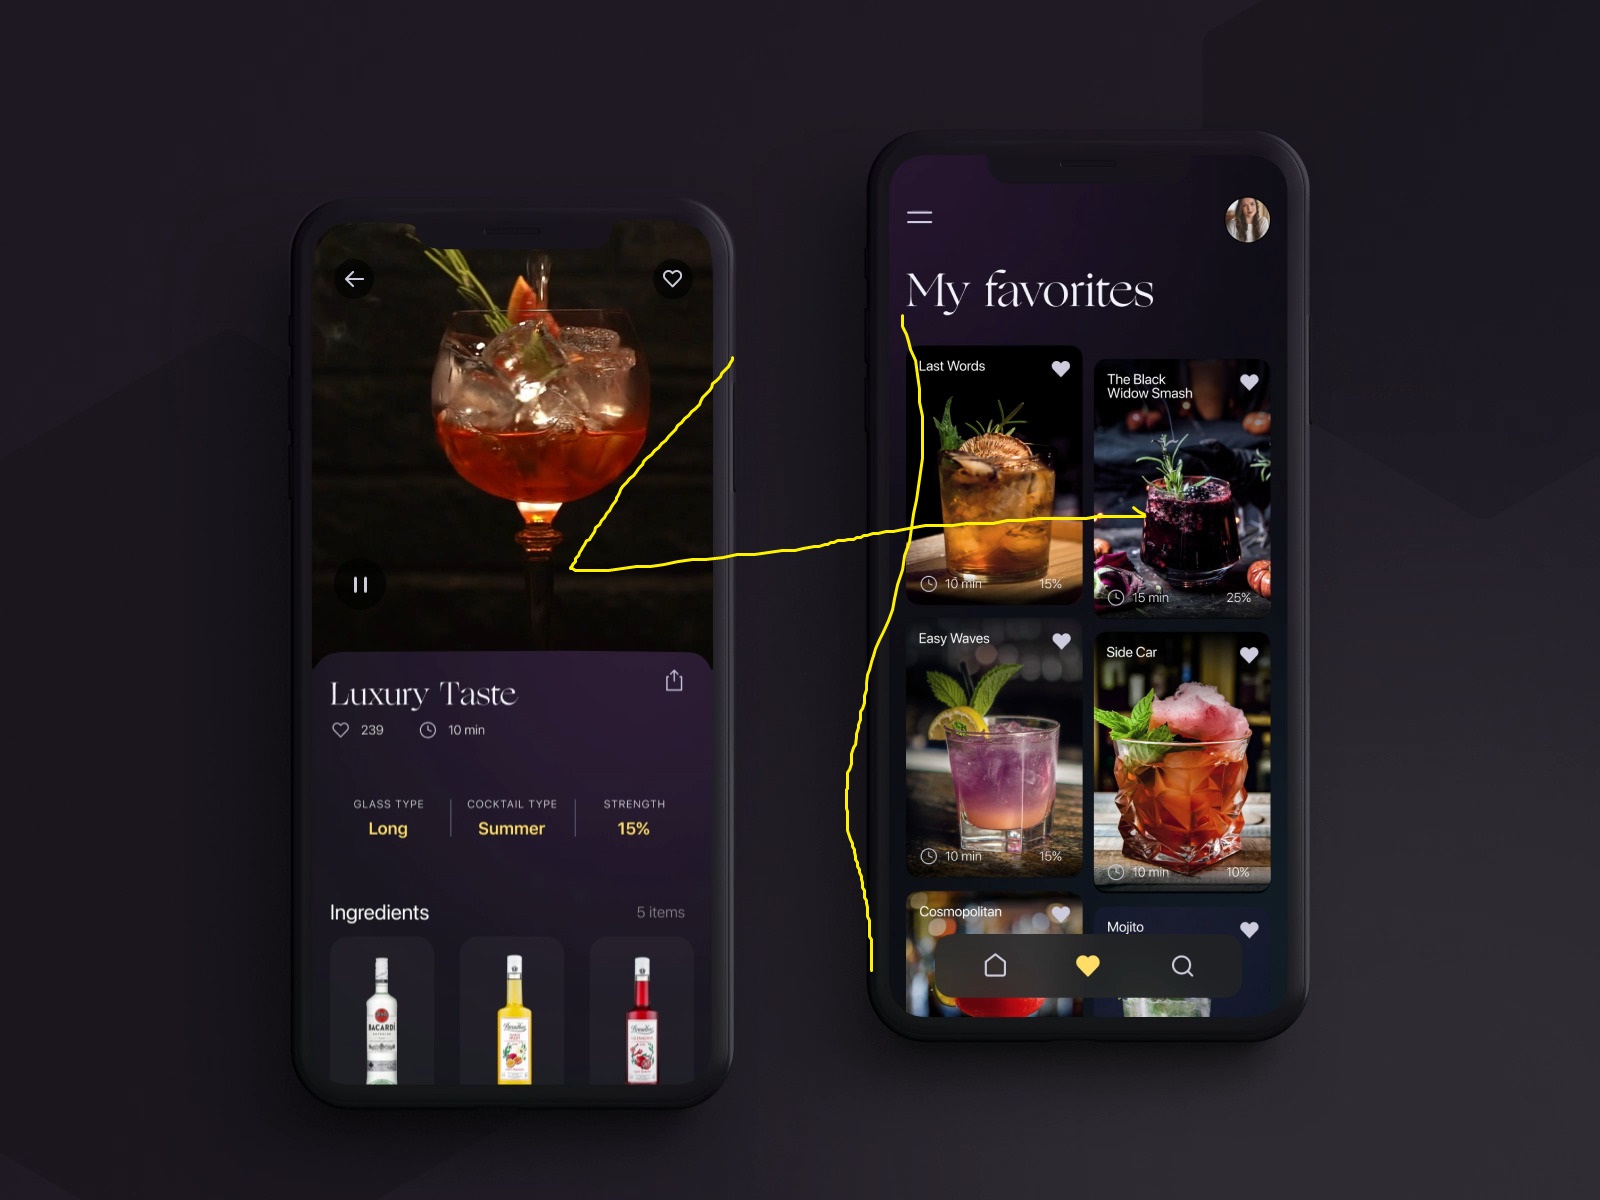 Luxury Taste
239
10 min
GLASS TYPE
Long
COCKTAIL TYPE
Summer
STRENGTH
15%
Ingredients
5 items
BACARDÍ
My favorites
Last Words
10 min
15%
The Black
Widow Smash
15 min
25%
Easy Waves
10 min
15%
Side Car
10 min
10%
Cosmopolitan
Mojito